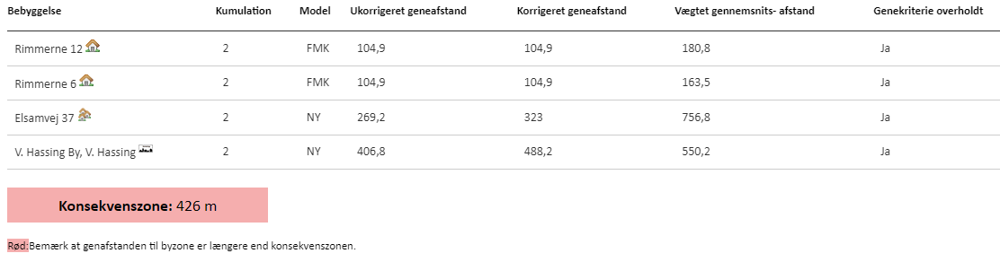 Bebyggelse Kumulation Model Ukorrigeret geneafstand Korrigeret geneafstand Vægtet gennemsnits- afstand Genekriterie overholdt
Rimmerne 12 2 FMK 104,9 104,9 180,8 Ja
Rimmerne 6 2 FMK 104,9 104,9 163,5 Ja
Elsamvej 37 2 NY 269,2 323 756,8 Ja
V. Hassing By, V. Hassing 2 NY 406,8 488,2 550,2 Ja
Konsekvenszone: 426 m
Rød:Bemærk at genafstanden til byzone er længere end konsekvenszonen.